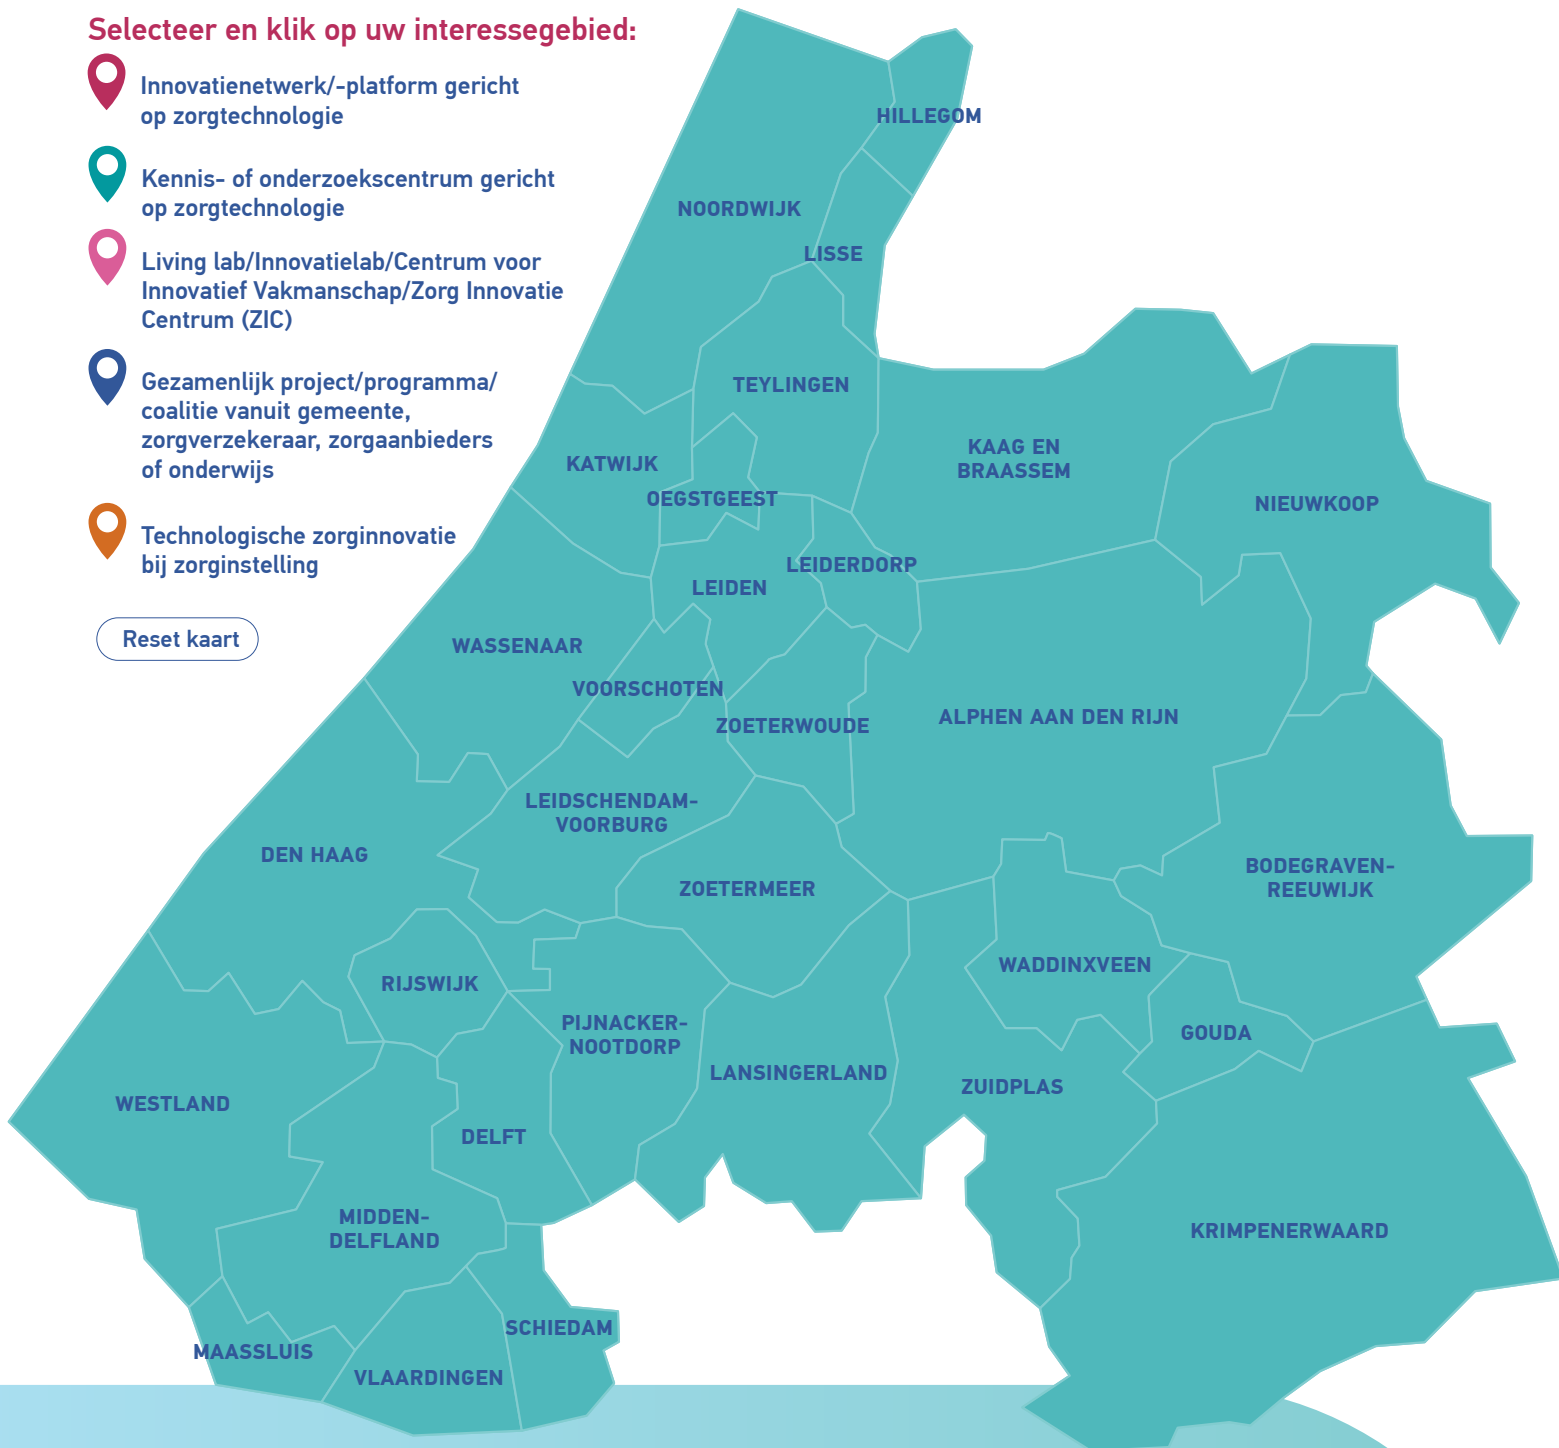 Selecteer en klik op uw interessegebied:
Innovatienetwerk/-platform gericht
op zorgtechnologie
Kennis- of onderzoekscentrum gericht
op zorgtechnologie
Living lab/Innovatielab/Centrum voor
Innovatief Vakmanschap/Zorg Innovatie
Centrum (ZIC)
Gezamenlijk project/programma/
coalitie vanuit gemeente,
zorgverzekeraar, zorgaanbieders
of onderwijs
Technologische zorginnovatie
bij zorginstelling
Reset kaart
HILLEGOM
NOORDWIJK
LISSE
TEYLINGEN
KATWIJK
KAAG EN
BRAASSEM
OEGSTGEEST
NIEUWKOOP
LEIDERDORP
LEIDEN
WASSENAAR
VOORSCHOTEN
ZOETERWOUDE
ALPHEN AAN DEN RIJN
LEIDSCHENDAM-
VOORBURG
DEN HAAG
ZOETERMEER
BODEGRAVEN-
REEUWIJK
RIJSWIJK
WADDINXVEEN
PIJNACKER-
NOOTDORP
GOUDA
LANSINGERLAND
ZUIDPLAS
WESTLAND
DELFT
MIDDEN-
DELFLAND
KRIMPENERWAARD
SCHIEDAM
MAASSLUIS
VLAARDINGEN